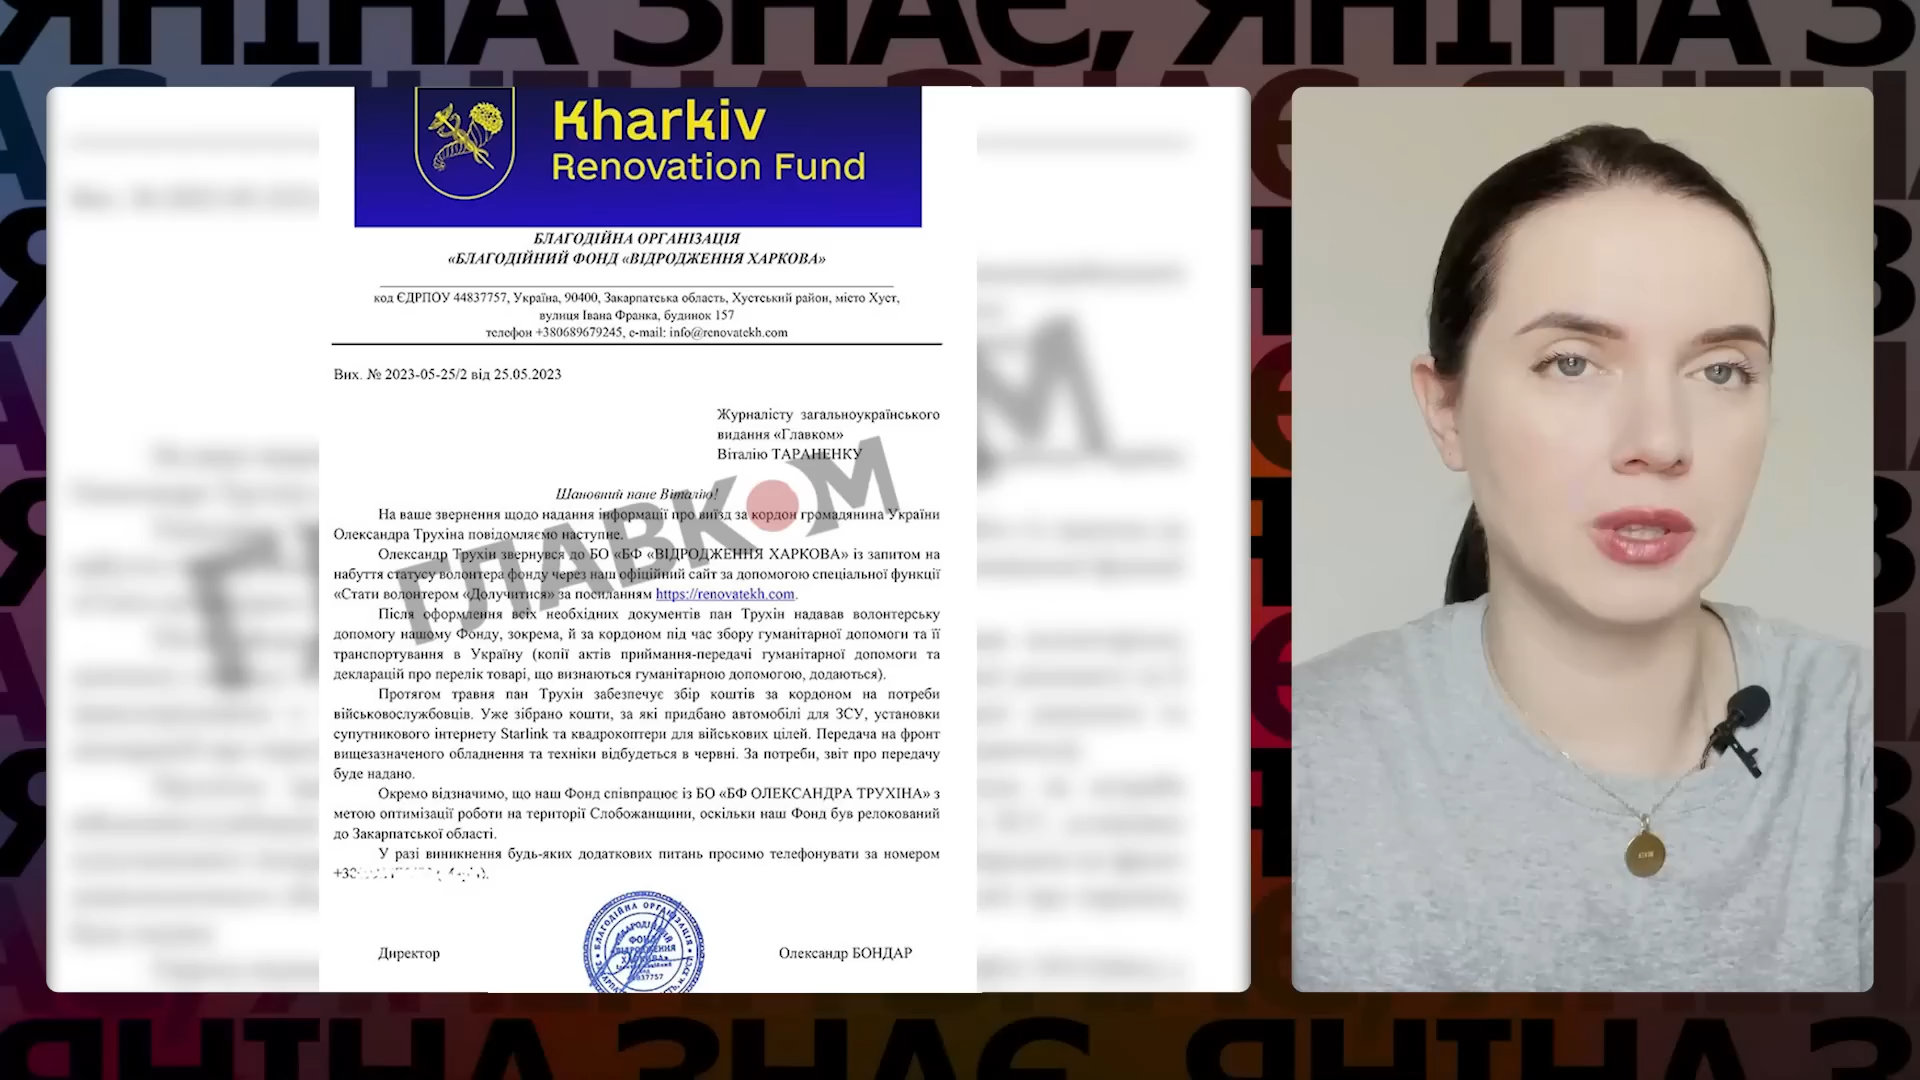 ЯНІНА ЗНАЄ, ЯНІНА З
Kharkiv
Renovation Fund
БЛАГОДІЙНА ОРГАНІЗАЦІЯ
«БЛАГОДІЙНИЙ ФОНД «ВІДРОДЖЕННЯ ХАРКОВА»
код ЄДРПОУ 44837757, Україна, 90400, Закарпатська область, Хустський район, місто Хуст,
вулиця Івана Франка, будинок 157
телефон +380689679245, e-mail: info@renovatekh.com
Вих. № 2023-05-25/2 від 25.05.2023
Журналісту загальноукраїнського
видання «Главком»
Віталію ТАРАНЕНКУ
ГЛАВКОМ
Шановний пане Віталію!
На ваше звернення щодо надання інформації про виїзд за кордон громадянина України
Олександра Трухіна повідомляємо наступне.
Олександр Трухін звернувся до БО «БФ «ВІДРОДЖЕННЯ ХАРКОВА» із запитом на
набуття статусу волонтера фонду через наш офіційний сайт за допомогою спеціальної функції
«Стати волонтером «Долучитися» за посиланням https://renovatekh.com.
Після оформлення всіх необхідних документів пан Трухін надавав волонтерську
допомогу нашому Фонду, зокрема, й за кордоном під час збору гуманітарної допомоги та її
транспортування в Україну (копії актів приймання-передачі гуманітарної допомоги та
декларацій про перелік товарі, що визнаються гуманітарною допомогою, додаються).
Протягом травня пан Трухін забезпечує збір коштів за кордоном на потреби
військовослужбовців. Уже зібрано кошти, за які придбано автомобілі для ЗСУ, установки
супутникового інтернету Starlink та квадрокоптери для військових цілей. Передача на фронт
вищезазначеного обладнення та техніки відбудеться в червні. За потреби, звіт про передачу
буде надано.
Окремо відзначимо, що наш Фонд співпрацює із БО «БФ ОЛЕКСАНДРА ТРУХІНА» з
метою оптимізації роботи на території Слобожанщини, оскільки наш Фонд був релокований
до Закарпатської області.
У разі виникнення будь-яких додаткових питань просимо телефонувати за номером
Директор
Олександр БОНДАР
ЯНІНА ЗНАЄ, ЯНІНА З